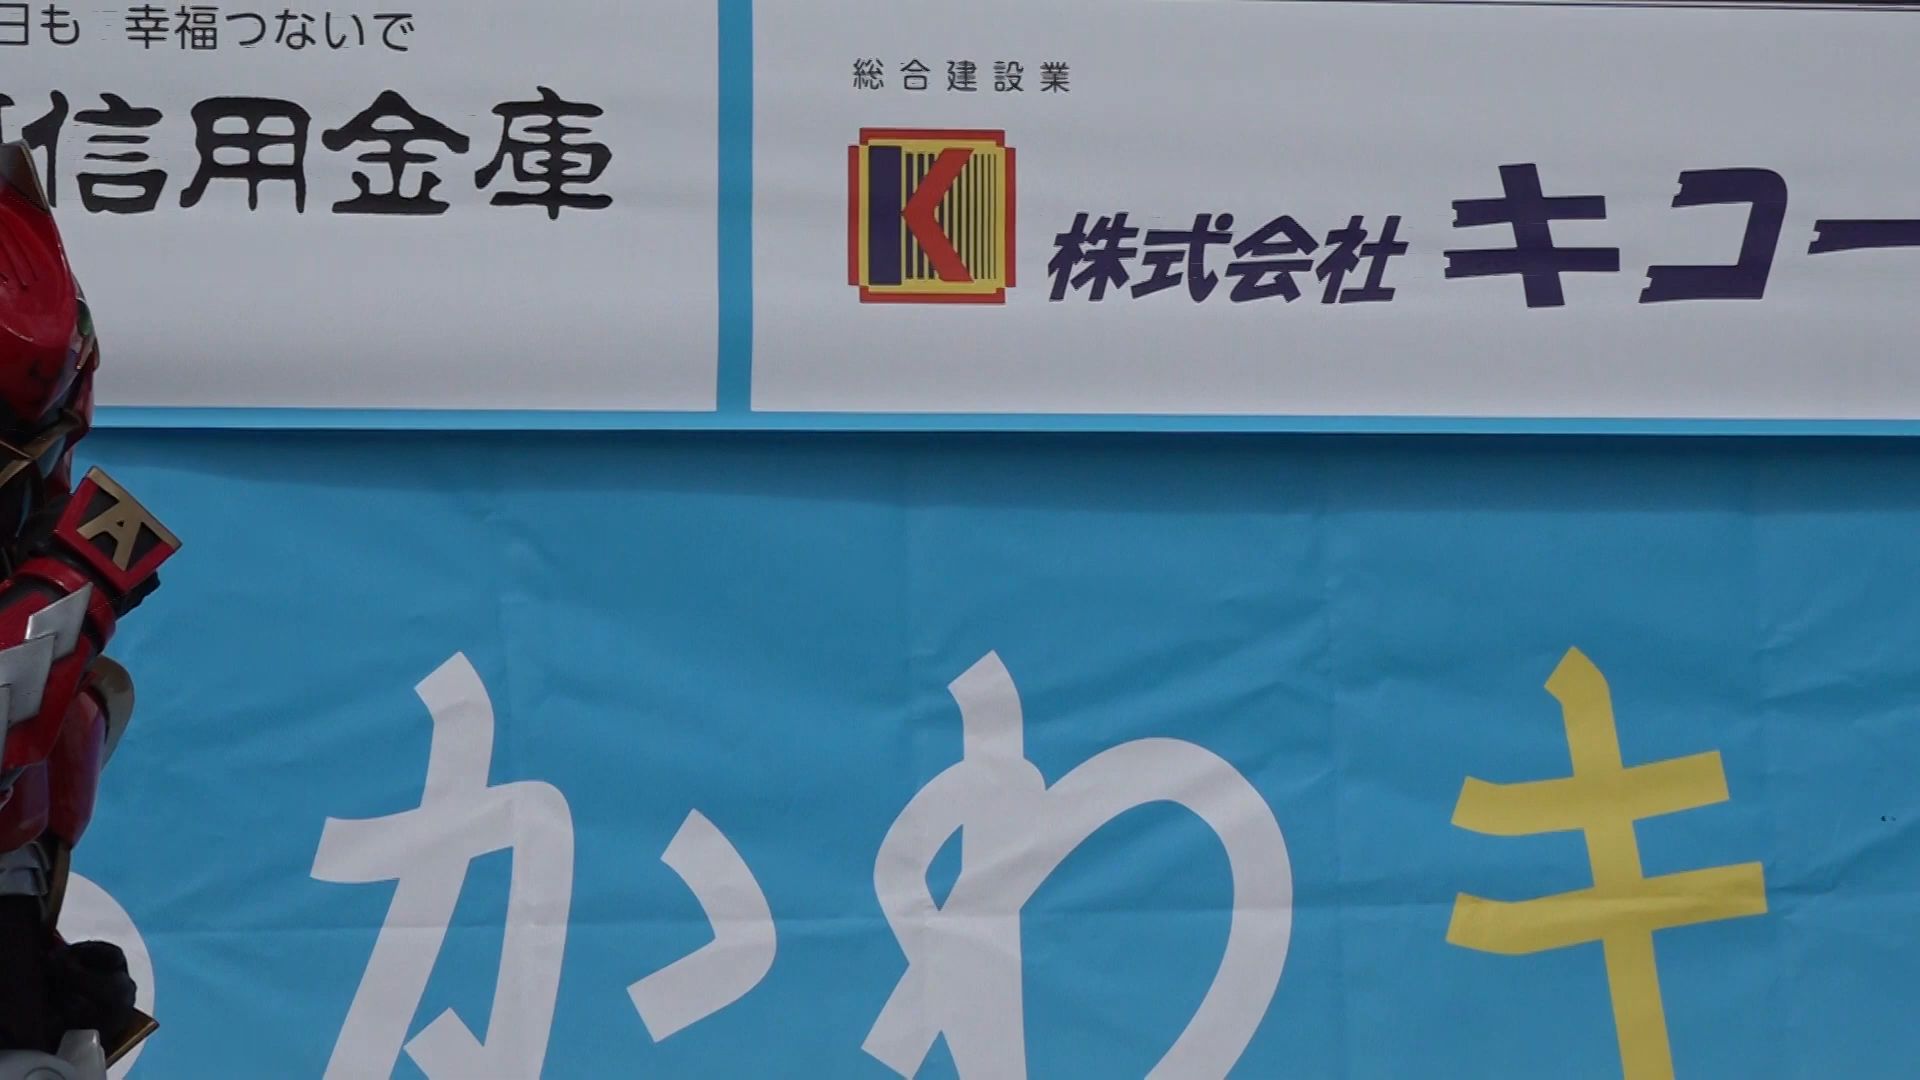 日も 幸福つないで
信用金庫
総合建設業
K
株式会社 キコー
A
かわキ